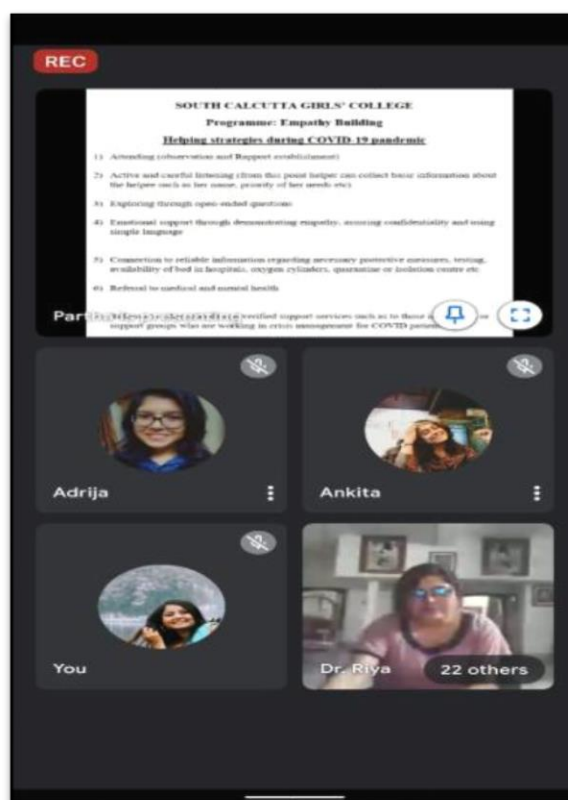 REC
SOUTH CALCUTTA GIRLS' COLLEGE
Programme: Empathy Building
Helping strategies during COVID-19 pandemic
1) Attending (observation and Rapport establishment)
2) Active and careful listening (from this point helper can collect basic information about
the helpee such as her name, priority of her needs etc)
3) Exploring through open-ended questions
4) Emotional support through demonstrating empathy, assuring confidentiality and using
simple language
5) Connection to reliable information regarding necessary protective measures, testing,
availability of bed in hospitals, oxygen cylinders, quarantine or isolation centre etc
6) Referral to medical and mental health
verified support services such as to those or
support groups who are working in crisis management for COVID
Adrija
Ankita
You
Dr. Riya
22 others